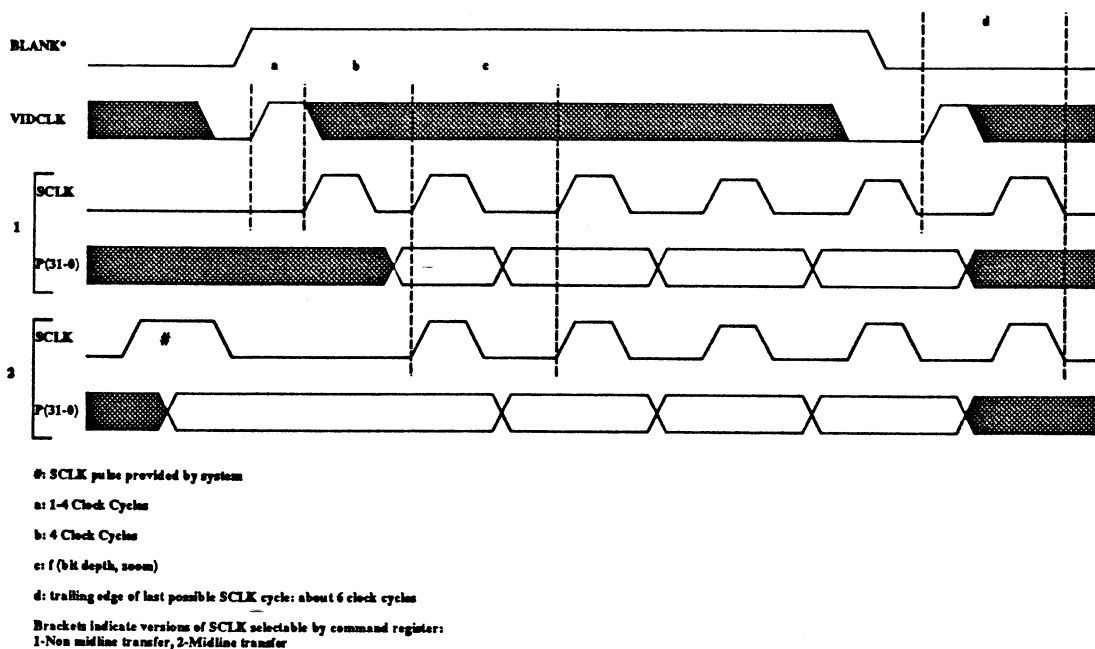 d
BLANK*
a b c
VIDCLK
SCLK
1
P(31-0)
SCLK
#
2
P(31-0)
#: SCLK pulse provided by system
a: 1-4 Clock Cycles
b: 4 Clock Cycles
c: f (bit depth, zoom)
d: trailing edge of last possible SCLK cycle: about 6 clock cycles
Brackets indicate versions of SCLK selectable by command register:
1-Non midline transfer, 2-Midline transfer